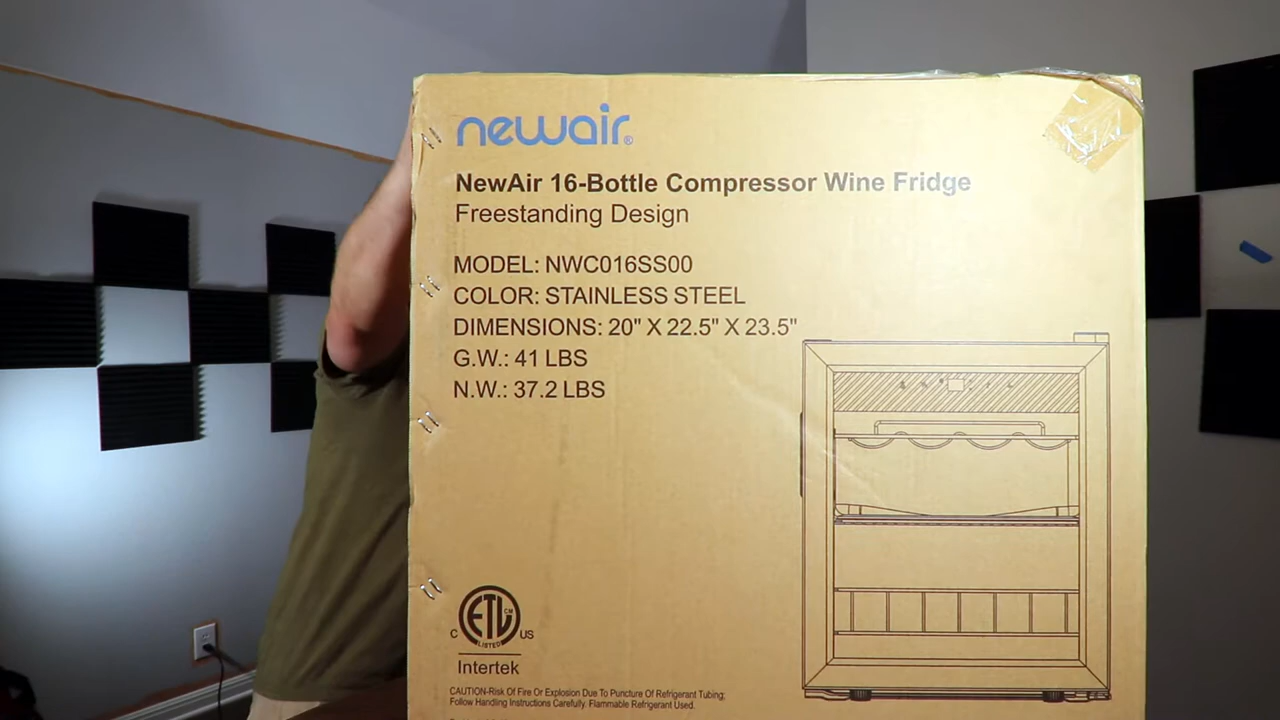 newair®
NewAir 16-Bottle Compressor Wine Fridge
Freestanding Design
MODEL: NWC016SS00
COLOR: STAINLESS STEEL
DIMENSIONS: 20" X 22.5" X 23.5"
G.W.: 41 LBS
N.W.: 37.2 LBS
ETL CM
C LISTED US
Intertek
CAUTION-Risk Of Fire Or Explosion Due To Puncture Of Refrigerant Tubing;
Follow Handling Instructions Carefully. Flammable Refrigerant Used.